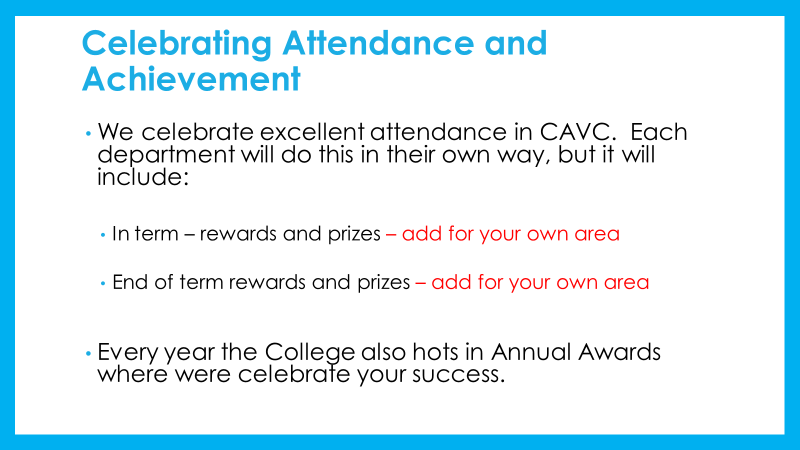 Celebrating Attendance and
Achievement
• We celebrate excellent attendance in CAVC.  Each
department will do this in their own way, but it will
include:
• In term – rewards and prizes – add for your own area
• End of term rewards and prizes – add for your own area
• Every year the College also hots in Annual Awards
where were celebrate your success.